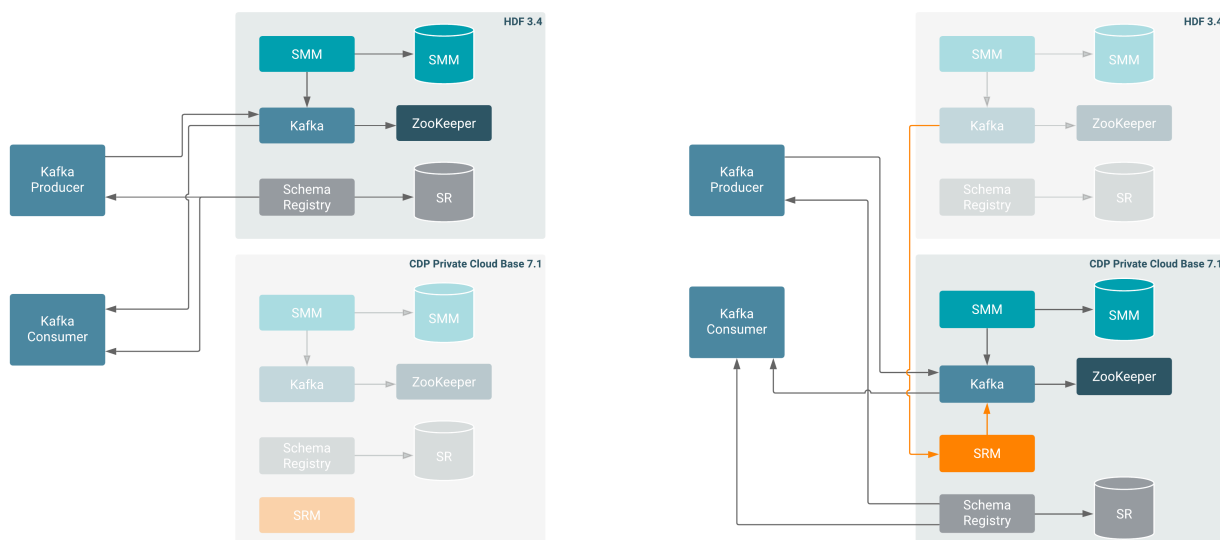 HDF 3.4
SMM
SMM
Kafka
ZooKeeper
Kafka
Producer
Schema
Registry
SR
CDP Private Cloud Base 7.1
SMM
SMM
Kafka
Consumer
Kafka
ZooKeeper
Schema
Registry
SR
SRM
HDF 3.4
SMM
SMM
Kafka
ZooKeeper
Kafka
Producer
Schema
Registry
SR
CDP Private Cloud Base 7.1
SMM
SMM
Kafka
Consumer
Kafka
ZooKeeper
SRM
Schema
Registry
SR